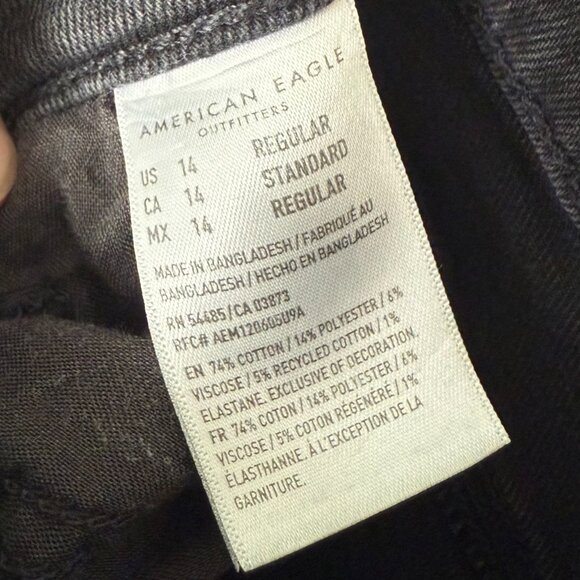 AMERICAN EAGLE
OUTFITTERS
US 14 REGULAR
CA 14 STANDARD
MX 14 REGULAR
MADE IN BANGLADESH / FABRIQUÉ AU
BANGLADESH / HECHO EN BANGLADESH
RN 54485 / CA 03873
RFC# AEM120605U9A
EN 74% COTTON / 14% POLYESTER / 6%
VISCOSE / 5% RECYCLED COTTON / 1%
ELASTANE. EXCLUSIVE OF DECORATION.
FR 74% COTON / 14% POLYESTER / 6%
VISCOSE / 5% COTON RÉGÉNÉRÉ / 1%
ÉLASTHANNE. À L'EXCEPTION DE LA
GARNITURE.